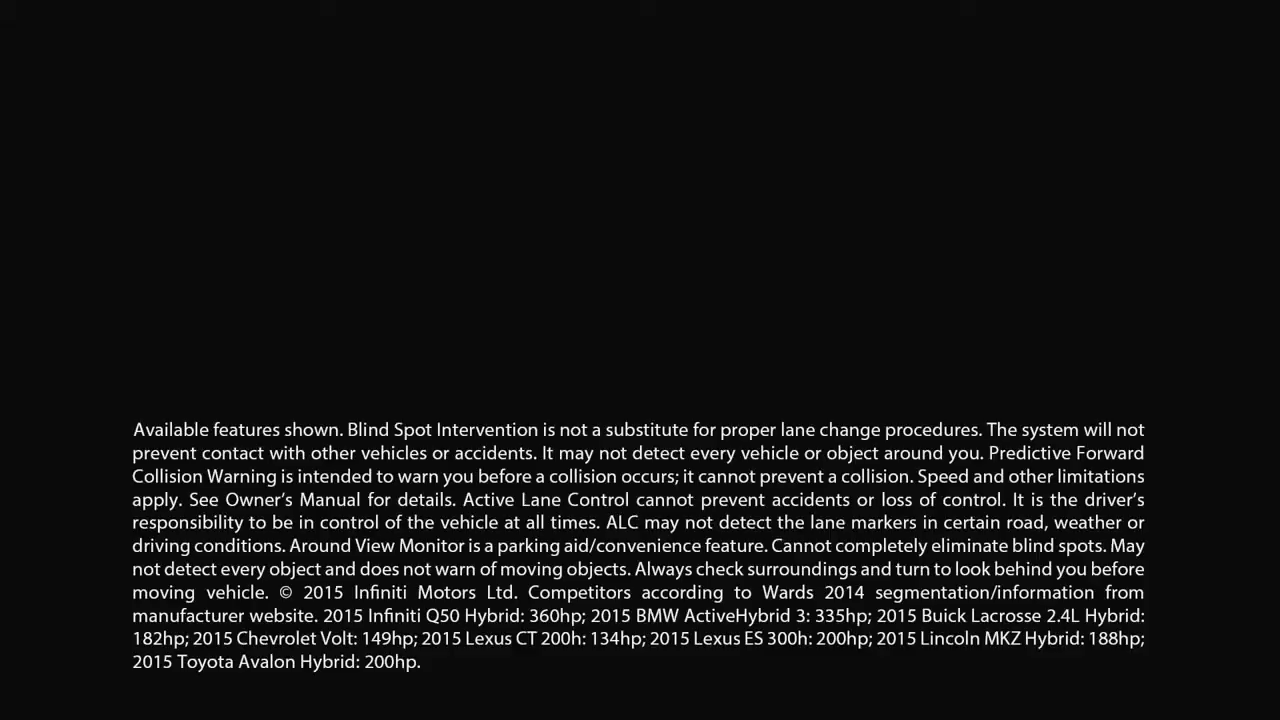 Available features shown. Blind Spot Intervention is not a substitute for proper lane change procedures. The system will not
prevent contact with other vehicles or accidents. It may not detect every vehicle or object around you. Predictive Forward
Collision Warning is intended to warn you before a collision occurs; it cannot prevent a collision. Speed and other limitations
apply. See Owner’s Manual for details. Active Lane Control cannot prevent accidents or loss of control. It is the driver’s
responsibility to be in control of the vehicle at all times. ALC may not detect the lane markers in certain road, weather or
driving conditions. Around View Monitor is a parking aid/convenience feature. Cannot completely eliminate blind spots. May
not detect every object and does not warn of moving objects. Always check surroundings and turn to look behind you before
moving vehicle. © 2015 Infiniti Motors Ltd. Competitors according to Wards 2014 segmentation/information from
manufacturer website. 2015 Infiniti Q50 Hybrid: 360hp; 2015 BMW ActiveHybrid 3: 335hp; 2015 Buick Lacrosse 2.4L Hybrid:
182hp; 2015 Chevrolet Volt: 149hp; 2015 Lexus CT 200h: 134hp; 2015 Lexus ES 300h: 200hp; 2015 Lincoln MKZ Hybrid: 188hp;
2015 Toyota Avalon Hybrid: 200hp.